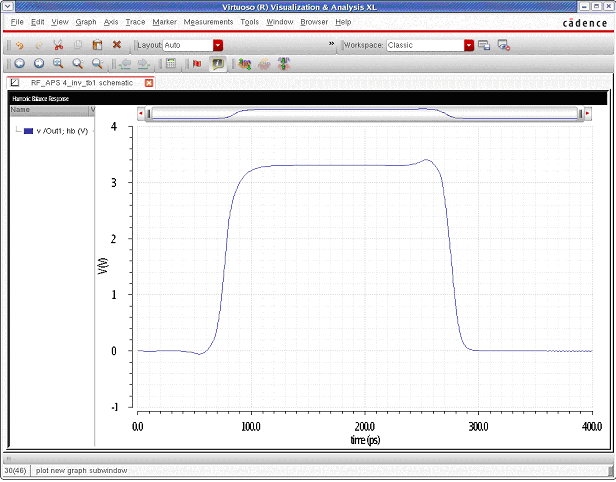 Virtuoso (R) Visualization & Analysis XL
File Edit View Graph Axis Trace Marker Measurements Tools Window Browser Help
cādence
Layout: Auto
» Workspace: Classic
RF_APS 4_inv_tb1 schematic
Harmonic Balance Response
Name V
v /Out1; hb (V)
4
3
2
1
0
-1
V (V)
0.0 100.0 200.0 300.0 400.0
time (ps)
30(46) plot new graph subwindow